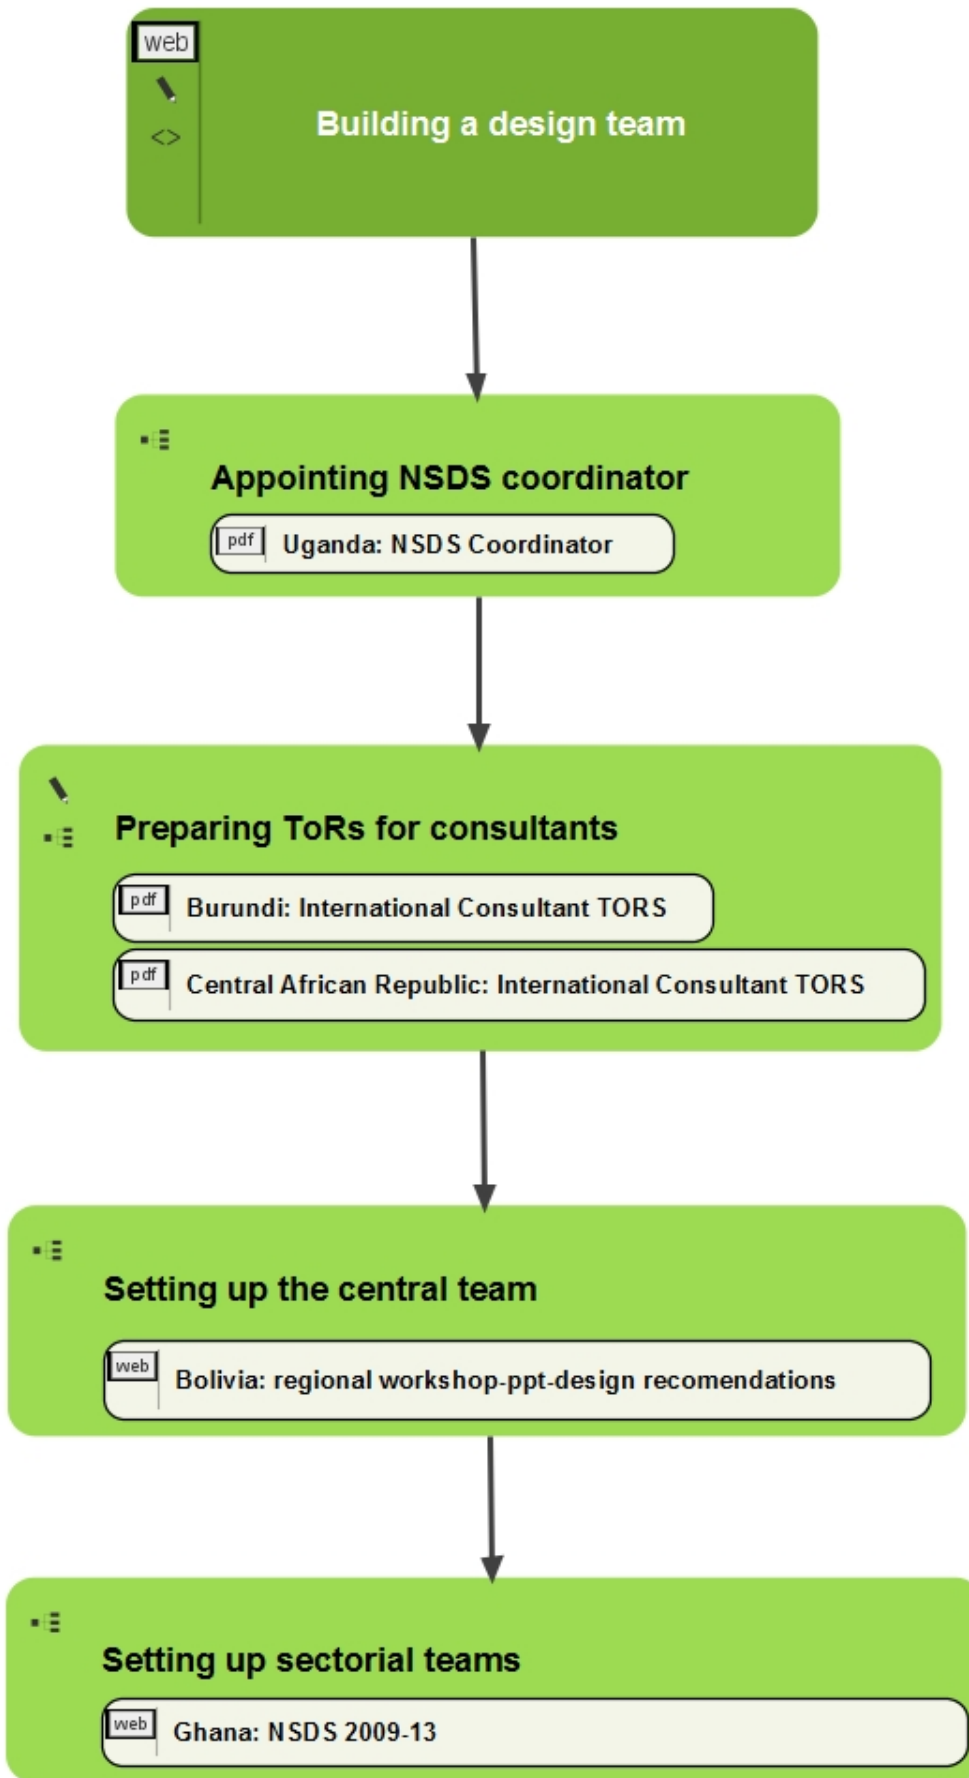 web
Building a design team
<>
Appointing NSDS coordinator
pdf Uganda: NSDS Coordinator
Preparing ToRs for consultants
pdf Burundi: International Consultant TORS
pdf Central African Republic: International Consultant TORS
Setting up the central team
web Bolivia: regional workshop-ppt-design recomendations
Setting up sectorial teams
web Ghana: NSDS 2009-13